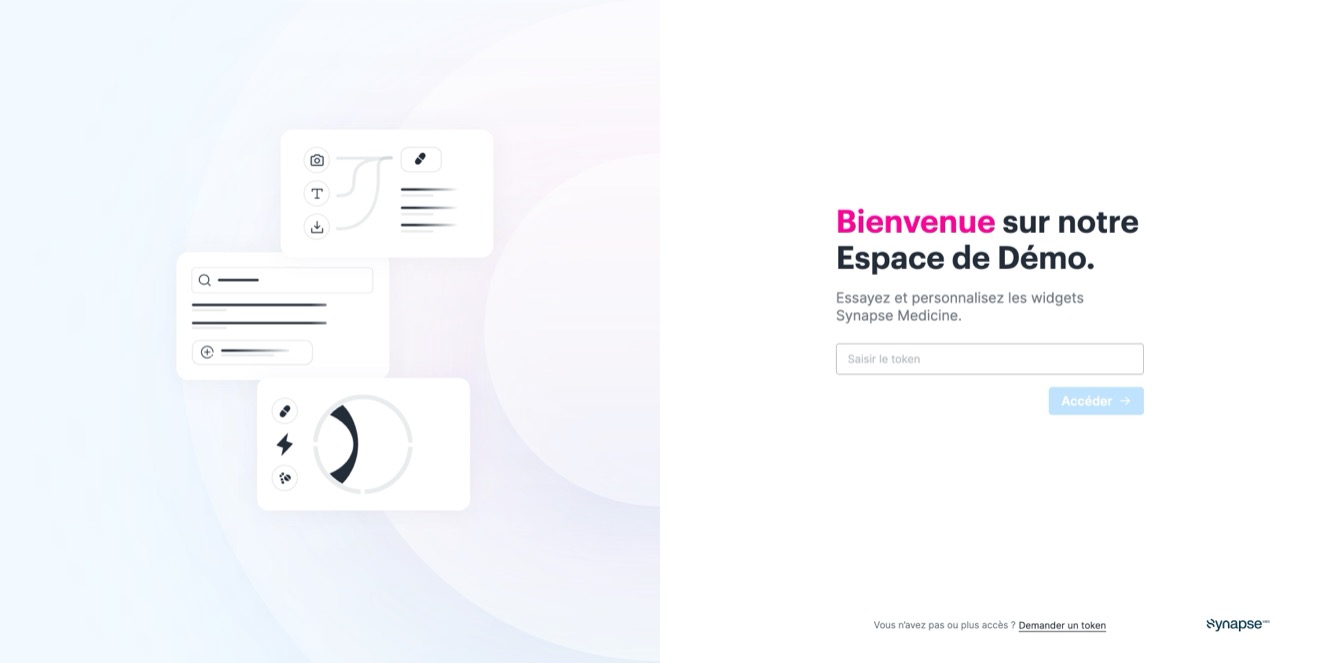 T
Bienvenue sur notre
Espace de Démo.
Essayez et personnalisez les widgets
Synapse Medicine.
Saisir le token
Accéder →
Vous n'avez pas ou plus accès ? Demander un token
Synapse